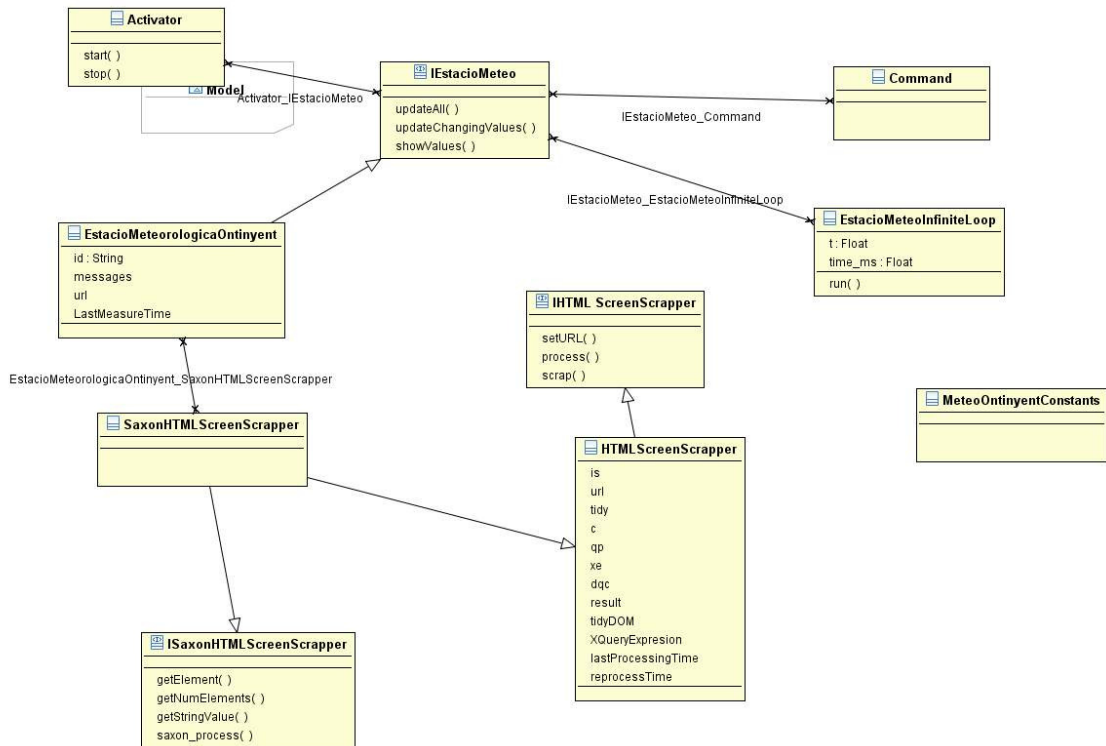 Activator
start( )
stop( )
Model
Activator_IEstacioMeteo
IEstacioMeteo
updateAll( )
updateChangingValues( )
showValues( )
Command
IEstacioMeteo_Command
IEstacioMeteo_EstacioMeteoInfiniteLoop
EstacioMeteoInfiniteLoop
t : Float
time_ms : Float
run( )
EstacioMeteorologicaOntinyent
id : String
messages
url
LastMeasureTime
IHTML ScreenScrapper
setURL( )
process( )
scrap( )
EstacioMeteorologicaOntinyent_SaxonHTMLScreenScrapper
MeteoOntinyentConstants
SaxonHTMLScreenScrapper
HTMLScreenScrapper
is
url
tidy
c
qp
xe
dqc
result
tidyDOM
XQueryExpresion
lastProcessingTime
reprocessTime
ISaxonHTMLScreenScrapper
getElement( )
getNumElements( )
getStringValue( )
saxon_process( )